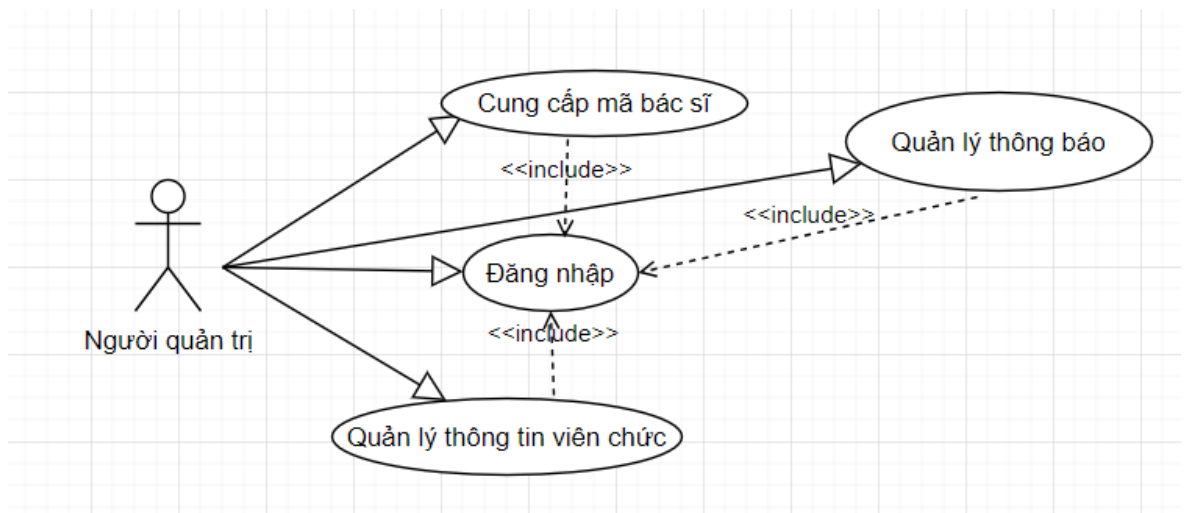 Cung cấp mã bác sĩ
Quản lý thông báo
<<include>>
<<include>>
Đăng nhập
<<include>>
Người quản trị
Quản lý thông tin viên chức